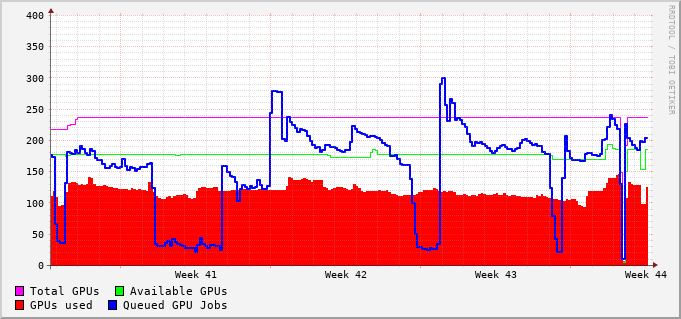 400
350
300
250
200
150
100
50
0
Week 41 Week 42 Week 43 Week 44
Total GPUs Available GPUs
GPUs used Queued GPU Jobs
RRDTOOL / TOBI OETIKER